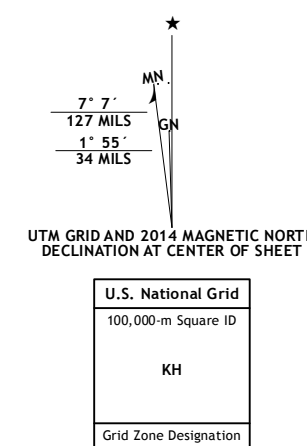 ★
MN
GN
7° 7´
127 MILS
1° 55´
34 MILS
UTM GRID AND 2014 MAGNETIC NORT
DECLINATION AT CENTER OF SHEET
U.S. National Grid
100,000-m Square ID
KH
Grid Zone Designation